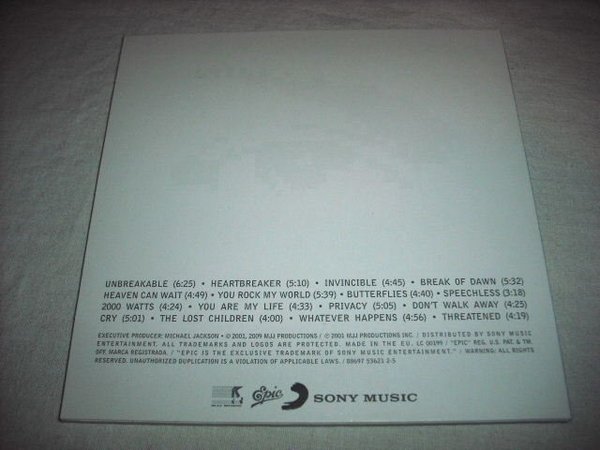 UNBREAKABLE (6:25) • HEARTBREAKER (5:10) • INVINCIBLE (4:45) • BREAK OF DAWN (5:32)
HEAVEN CAN WAIT (4:49) • YOU ROCK MY WORLD (5:39) • BUTTERFLIES (4:40) • SPEECHLESS (3:18)
2000 WATTS (4:24) • YOU ARE MY LIFE (4:33) • PRIVACY (5:05) • DON'T WALK AWAY (4:25)
CRY (5:01) • THE LOST CHILDREN (4:00) • WHATEVER HAPPENS (4:56) • THREATENED (4:19)
EXECUTIVE PRODUCER: MICHAEL JACKSON / © 2001, 2009 MJJ PRODUCTIONS / ℗ 2001 MJJ PRODUCTIONS INC. / DISTRIBUTED BY SONY MUSIC
ENTERTAINMENT. ALL TRADEMARKS AND LOGOS ARE PROTECTED. MADE IN THE EU. LC 00199 / "EPIC" REG. U.S. PAT. & TM.
OFF. MARCA REGISTRADA. / "EPIC IS THE EXCLUSIVE TRADEMARK OF SONY MUSIC ENTERTAINMENT" / WARNING: ALL RIGHTS
RESERVED. UNAUTHORIZED DUPLICATION IS A VIOLATION OF APPLICABLE LAWS. / 88697 53621 2-5
Epic SONY MUSIC